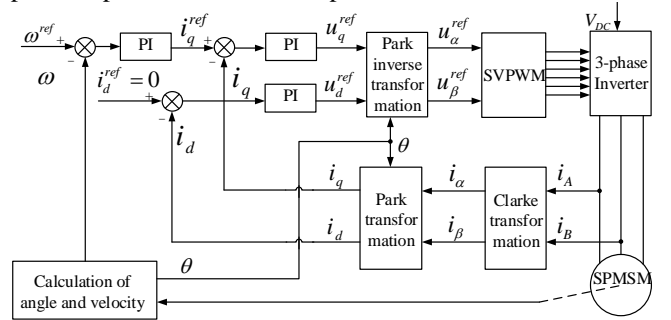 ω^{ref} + -
PI
i_q^{ref} + -
PI
u_q^{ref}
Park
inverse
transfor
mation
u_α^{ref}
u_β^{ref}
SVPWM
V_{DC}
3-phase
Inverter
ω
i_d^{ref} = 0 + -
i_q
PI
u_d^{ref}
i_d
θ
i_q
i_d
Park
transfor
mation
i_α
i_β
Clarke
transfor
mation
i_A
i_B
θ
Calculation of
angle and velocity
SPMSM